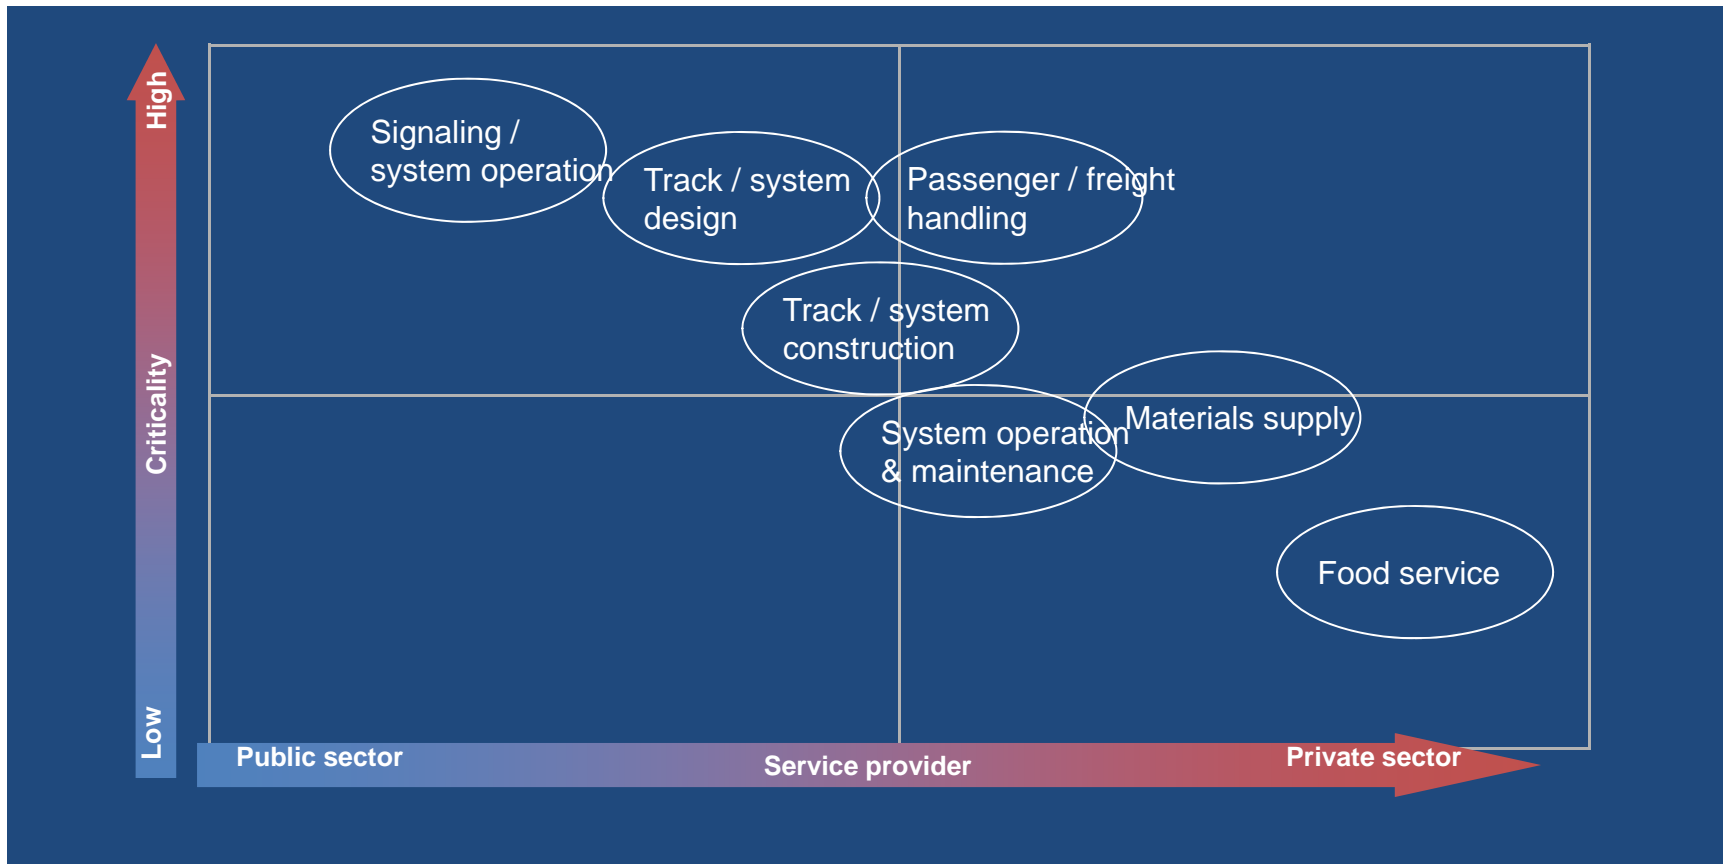 High
Criticality
Low
Signaling /
system operation
Track / system
design
Passenger / freight
handling
Track / system
construction
System operation
& maintenance
Materials supply
Food service
Public sector
Service provider
Private sector